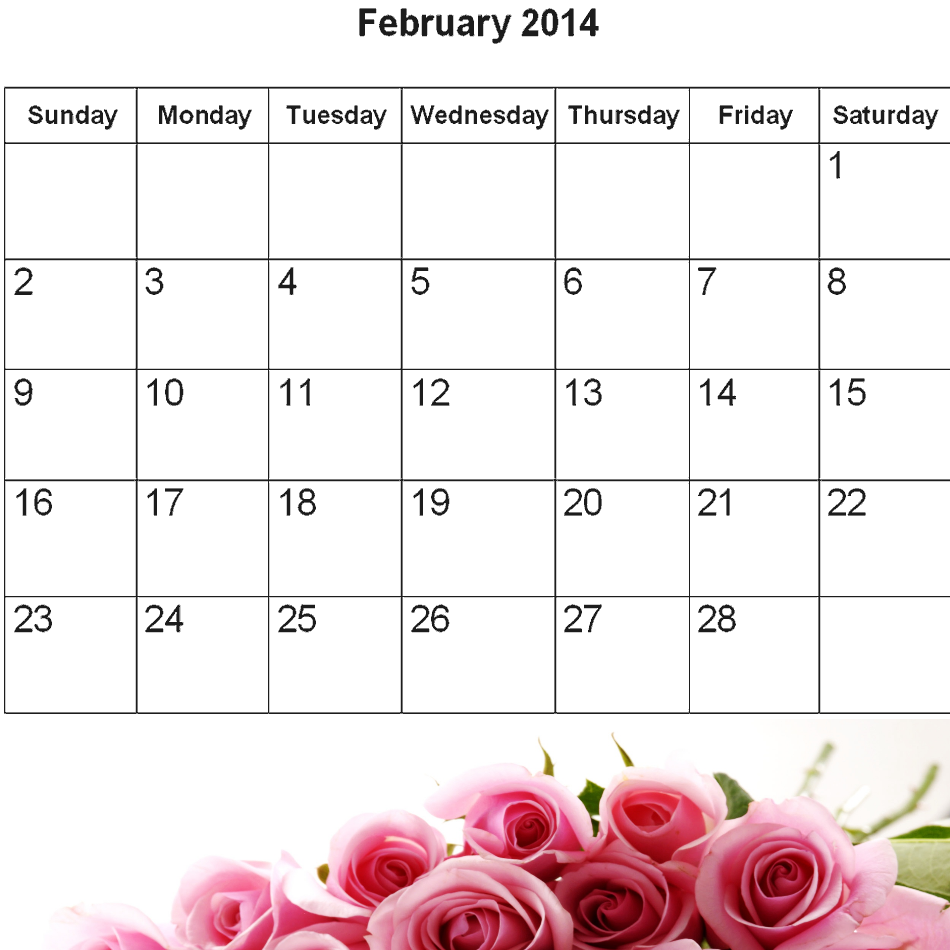 February 2014
Sunday Monday Tuesday Wednesday Thursday Friday Saturday
1
2 3 4 5 6 7 8
9 10 11 12 13 14 15
16 17 18 19 20 21 22
23 24 25 26 27 28